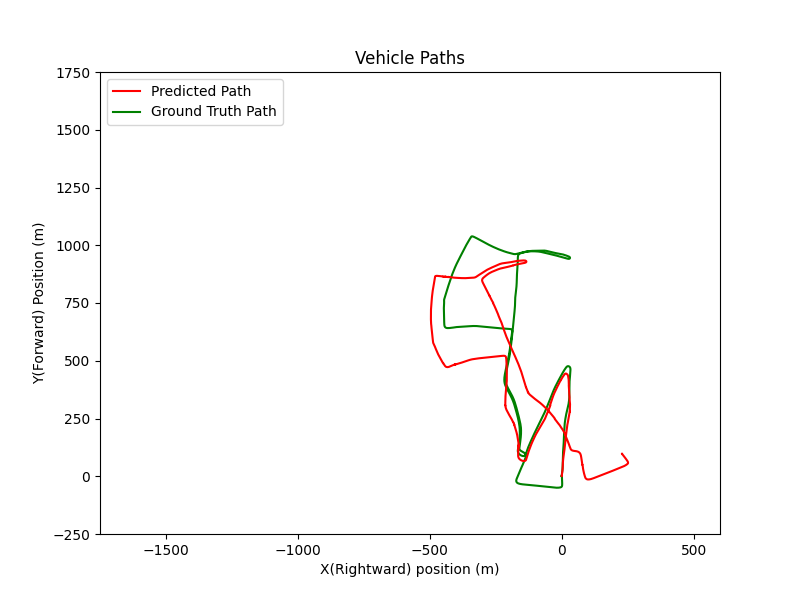 Vehicle Paths
Predicted Path
Ground Truth Path
1750
1500
1250
1000
750
500
250
0
−250
Y(Forward) Position (m)
−1500
−1000
−500
0
500
X(Rightward) position (m)